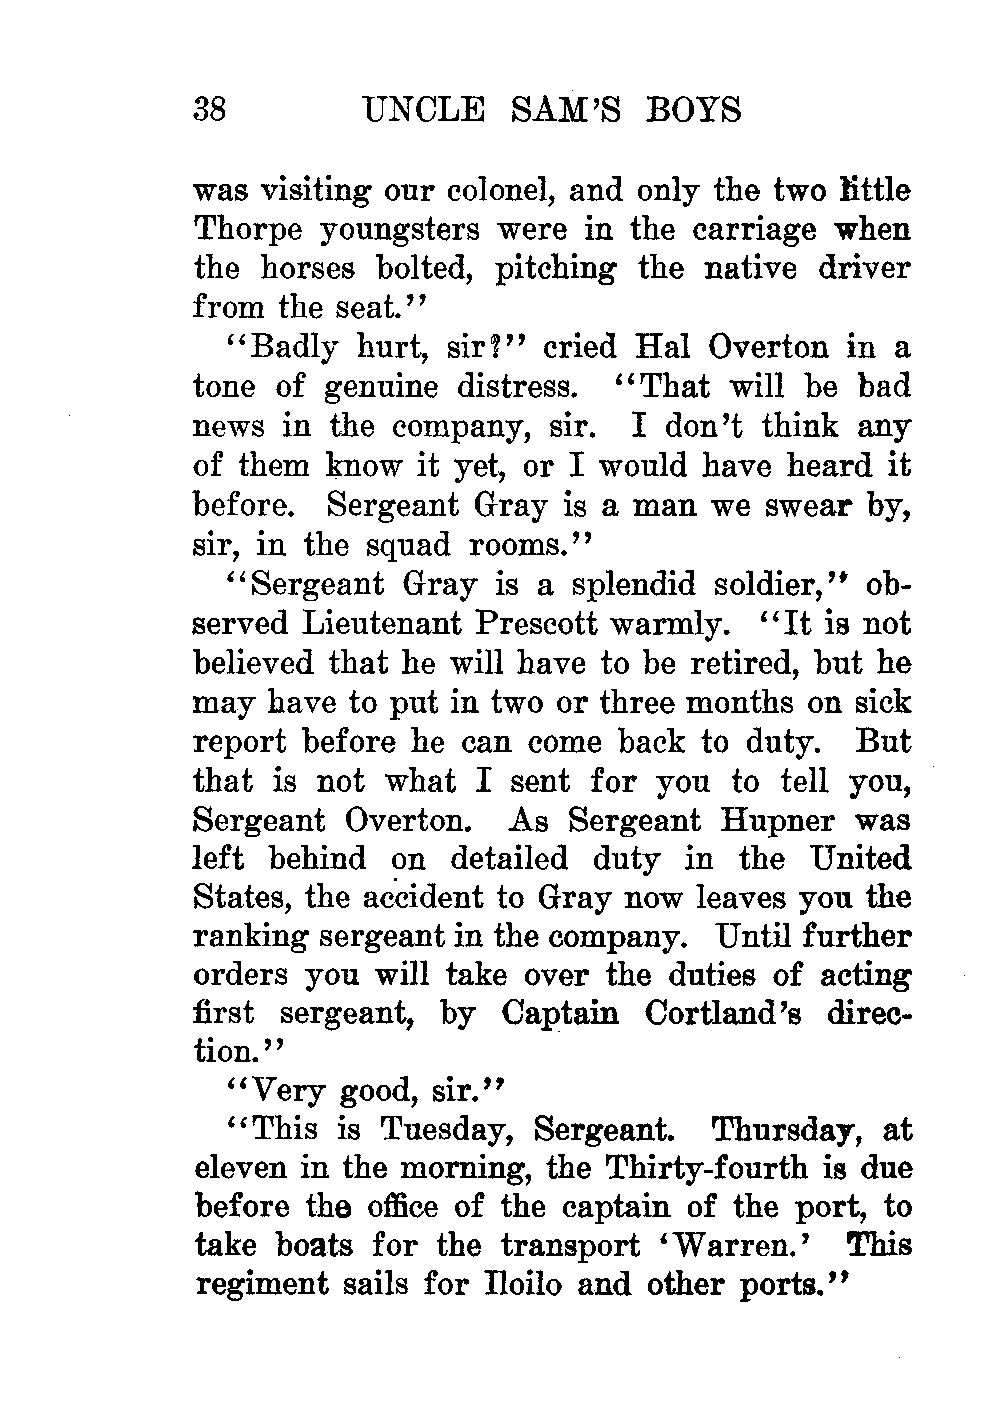 38 UNCLE SAM'S BOYS
was visiting our colonel, and only the two little
Thorpe youngsters were in the carriage when
the horses bolted, pitching the native driver
from the seat."
"Badly hurt, sir?" cried Hal Overton in a
tone of genuine distress. "That will be bad
news in the company, sir. I don't think any
of them know it yet, or I would have heard it
before. Sergeant Gray is a man we swear by,
sir, in the squad rooms."
"Sergeant Gray is a splendid soldier," ob-
served Lieutenant Prescott warmly. "It is not
believed that he will have to be retired, but he
may have to put in two or three months on sick
report before he can come back to duty. But
that is not what I sent for you to tell you,
Sergeant Overton. As Sergeant Hupner was
left behind on detailed duty in the United
States, the accident to Gray now leaves you the
ranking sergeant in the company. Until further
orders you will take over the duties of acting
first sergeant, by Captain Cortland's direc-
tion."
"Very good, sir."
"This is Tuesday, Sergeant. Thursday, at
eleven in the morning, the Thirty-fourth is due
before the office of the captain of the port, to
take boats for the transport 'Warren.' This
regiment sails for Iloilo and other ports."